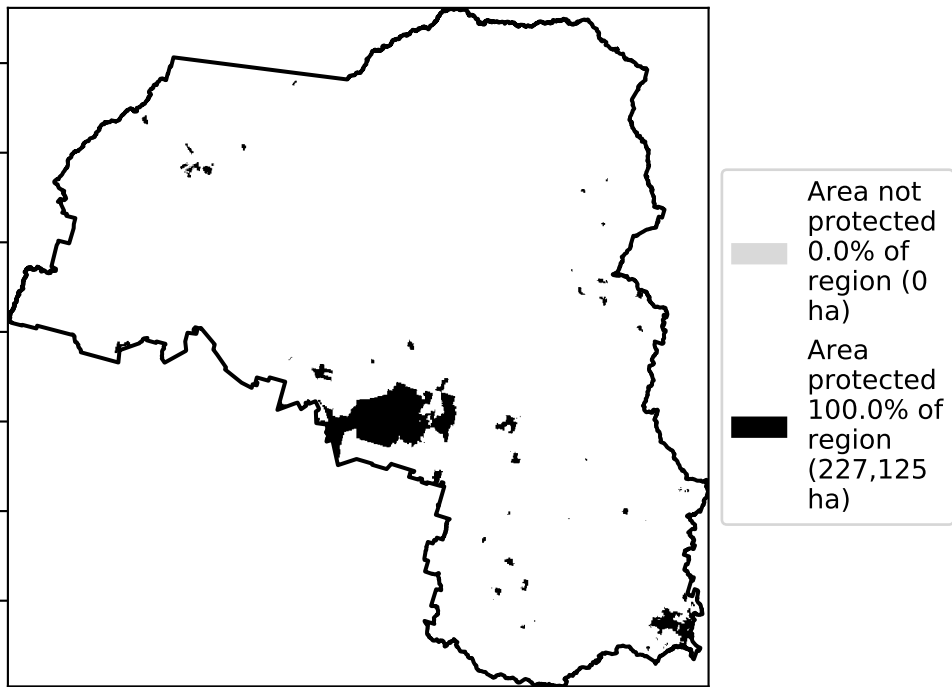 Area not
protected
0.0% of
region (0
ha)
Area
protected
100.0% of
region
(227,125
ha)